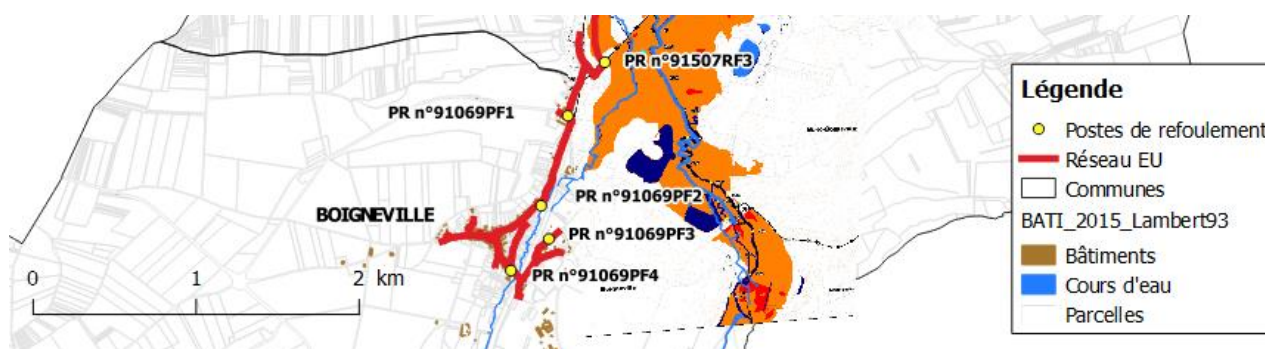 PR n°91507RF3
PR n°91069PF1
PR n°91069PF2
BOIGNEVILLE
PR n°91069PF3
PR n°91069PF4
0 1 2 km
Légende
Postes de refoulement
Réseau EU
Communes
BATI_2015_Lambert93
Bâtiments
Cours d'eau
Parcelles